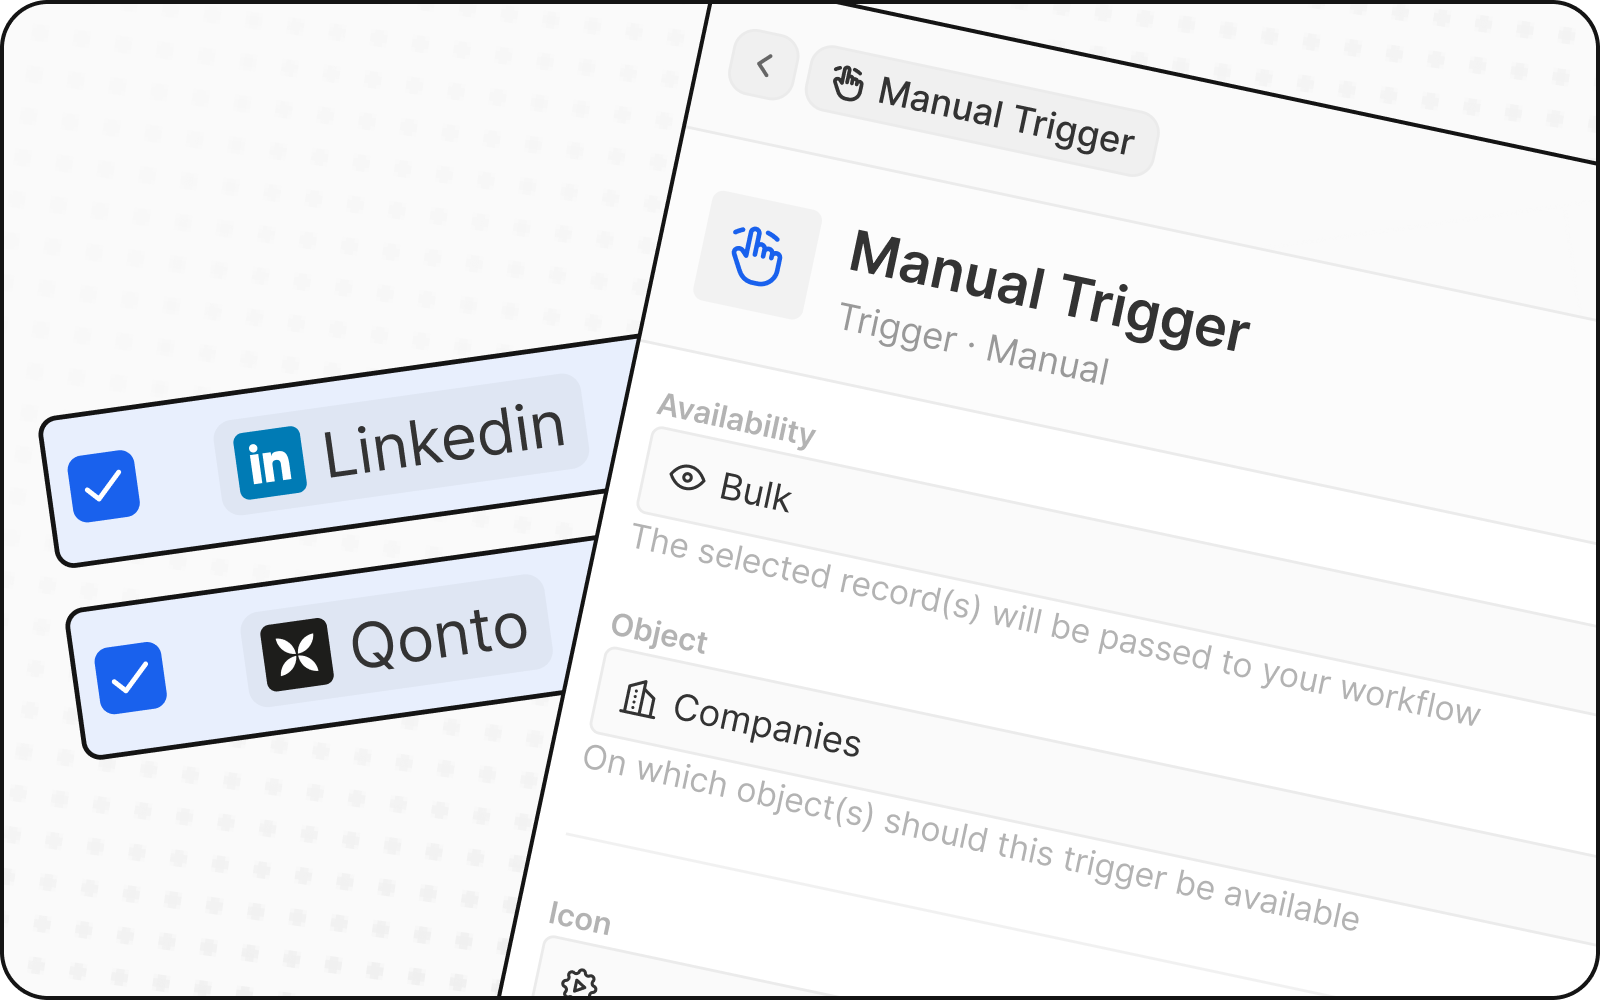 Manual Trigger
Manual Trigger
Trigger · Manual
Availability
Bulk
The selected record(s) will be passed to your workflow
Object
Companies
On which object(s) should this trigger be available
Icon
in Linkedin
Qonto